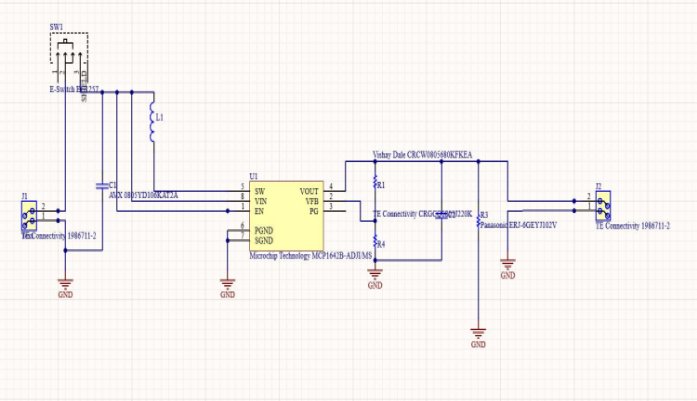 SW1
1
2
3
E-Switch
L1
C1
AVX 0805YD106KAT2A
J1
2
1
Connectivity 1986711-2
GND
U1
5 SW VOUT 4
8 VIN VFB 2
1 EN PG 3
6 PGND
7 SGND
Microchip Technology MCP1642B-ADJI/MS
GND
Vishay Dale CRCW0805680KFKEA
R1
TE Connectivity
R4
GND
R3
Panasonic ERJ-6GEYJ102V
GND
J2
2
1
TE Connectivity 1986711-2
GND